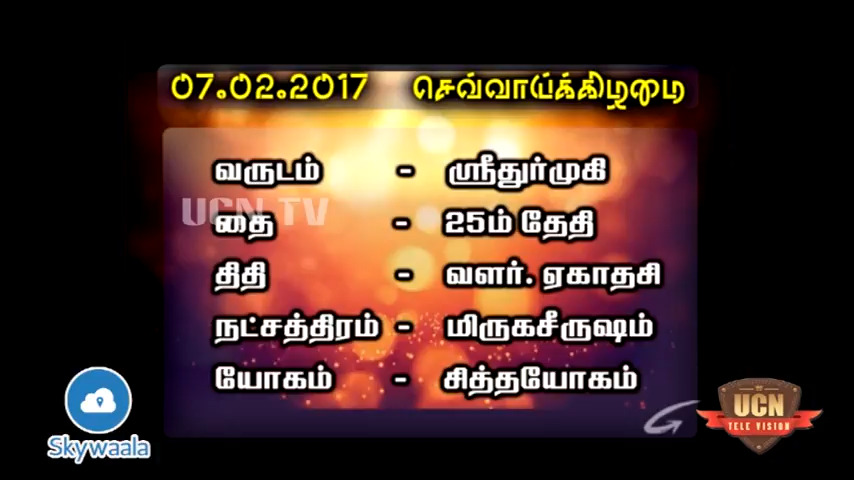 07.02.2017 செவ்வாய்க்கிழமை
வருடம் - ஸ்ரீதுர்முகி
UCN TV
தை - 25ம் தேதி
திதி - வளர். ஏகாதசி
நட்சத்திரம் - மிருகசீருஷம்
யோகம் - சித்தயோகம்
Skywaala
UCN
TELE VISION